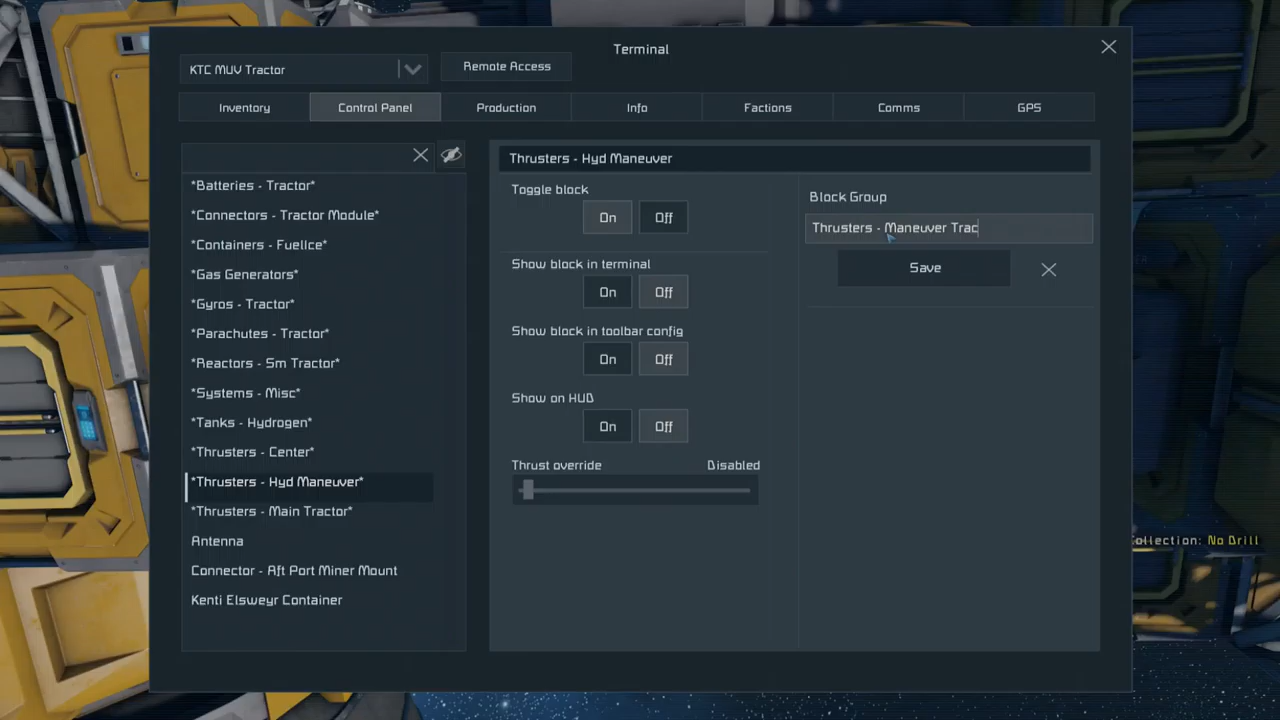 Terminal
KTC MUV Tractor
Remote Access
Inventory
Control Panel
Production
Info
Factions
Comms
GPS
*Batteries - Tractor*
*Connectors - Tractor Module*
*Containers - FuelIce*
*Gas Generators*
*Gyros - Tractor*
*Parachutes - Tractor*
*Reactors - Sm Tractor*
*Systems - Misc*
*Tanks - Hydrogen*
*Thrusters - Center*
*Thrusters - Hyd Maneuver*
*Thrusters - Main Tractor*
Antenna
Connector - Aft Port Miner Mount
Kenti Elsweyr Container
Thrusters - Hyd Maneuver
Toggle block
On Off
Show block in terminal
On Off
Show block in toolbar config
On Off
Show on HUD
On Off
Thrust override Disabled
Block Group
Thrusters - Maneuver Trac
Save
ollection: No Drill